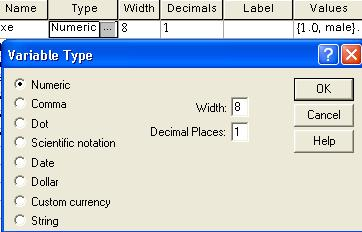 Name Type Width Decimals Label Values
xe Numeric ... 8 1 {1.0, male}.
Variable Type ?
Numeric
Comma
Dot
Scientific notation
Date
Dollar
Custom currency
String
Width: 8
Decimal Places: 1
OK
Cancel
Help